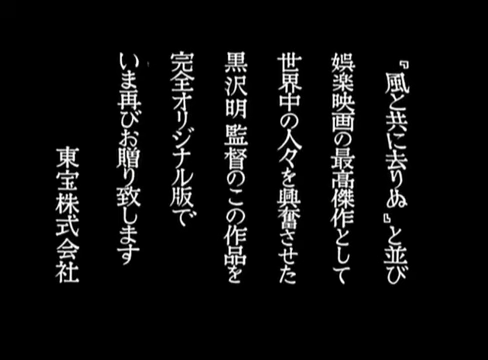 『風と共に去りぬ』と並び
娯楽映画の最高傑作として
世界中の人々を興奮させた
黒沢明監督のこの作品を
完全オリジナル版で
いま再びお贈り致します
東宝株式会社